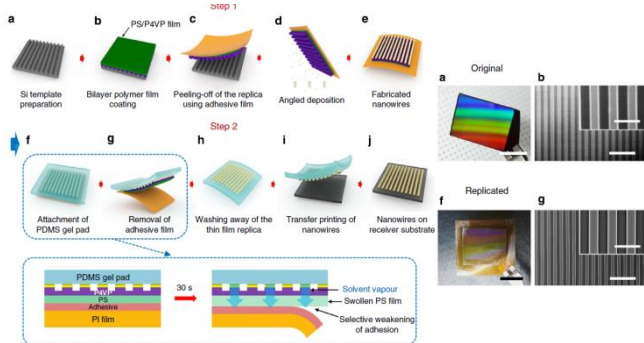 Step 1
a b c d e
PS/P4VP film
Si template
preparation
Bilayer polymer film
coating
Peeling-off of the replica
using adhesive film
Angled deposition
Fabricated
nanowires
Step 2
f g h i j
Attachment of
PDMS gel pad
Removal of
adhesive film
Washing away of the
thin film replica
Transfer printing of
nanowires
Nanowires on
receiver substrate
PDMS gel pad
P4VP
PS
Adhesive
PI film
30 s
Solvent vapour
Swollen PS film
Selective weakening
of adhesion
Original
a b
Replicated
f g